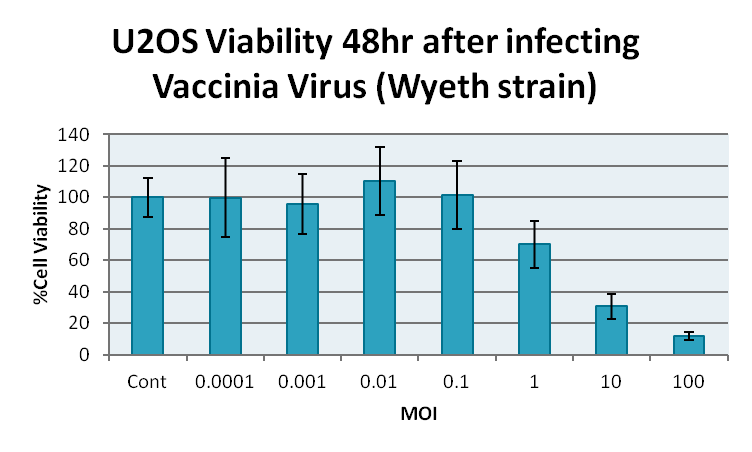 U2OS Viability 48hr after infecting
Vaccinia Virus (Wyeth strain)
140
120
100
80
60
40
20
0
%Cell Viability
Cont 0.0001 0.001 0.01 0.1 1 10 100
MOI